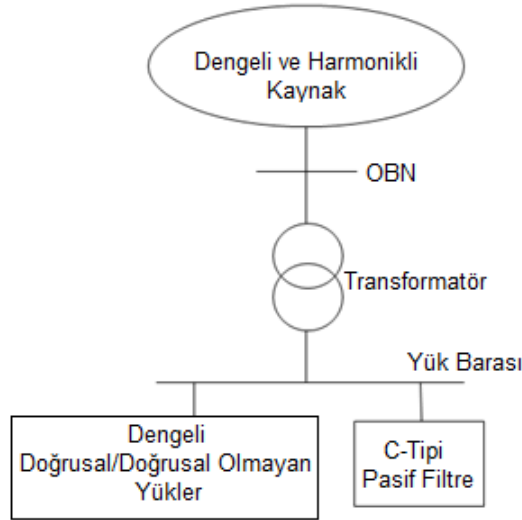 Dengeli ve Harmonikli
Kaynak
OBN
Transformatör
Yük Barası
Dengeli
Doğrusal/Doğrusal Olmayan
Yükler
C-Tipi
Pasif Filtre